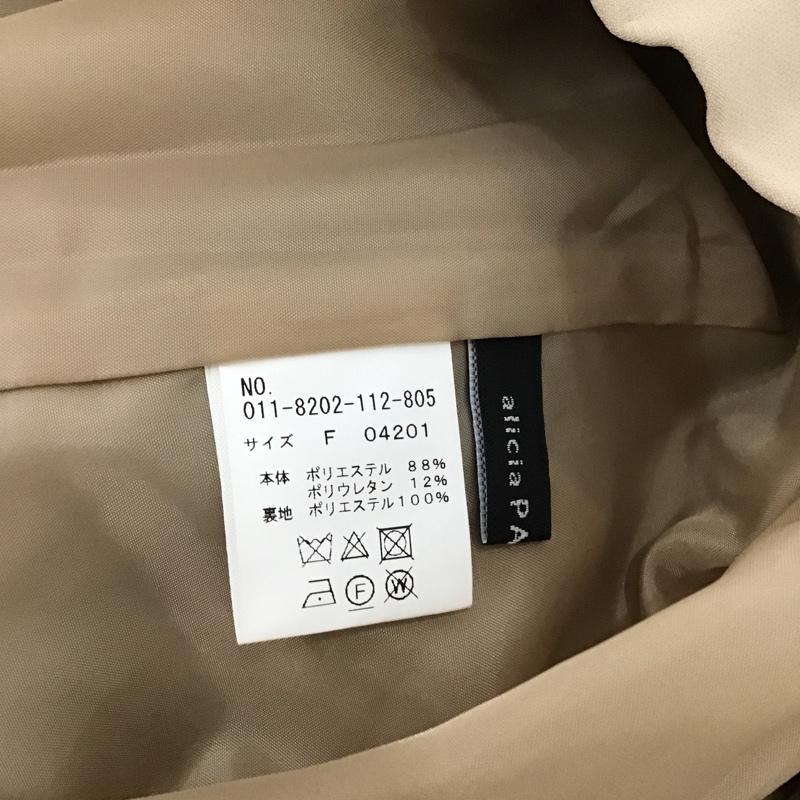 NO.
011-8202-112-805
サイズ F 04201
本体 ポリエステル 88%
ポリウレタン 12%
裏地 ポリエステル100%
F
W
alicia PA